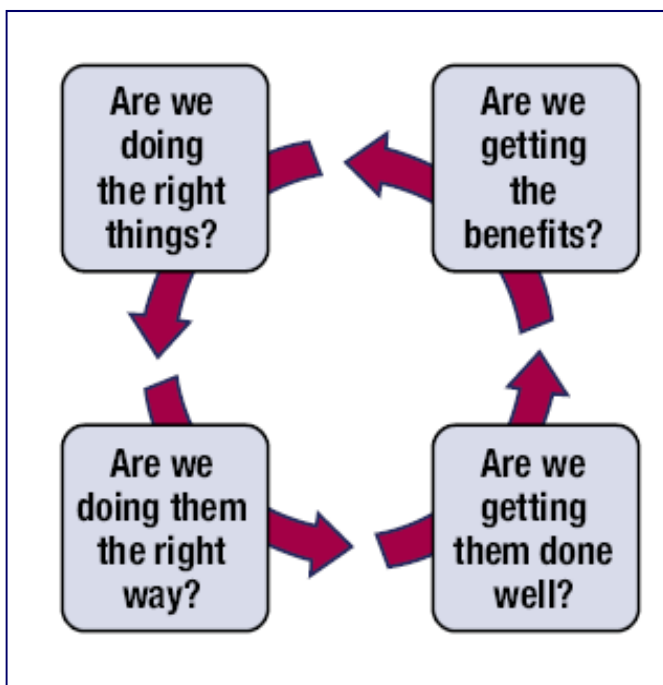 Are we
doing
the right
things?
Are we
getting
the
benefits?
Are we
doing them
the right
way?
Are we
getting
them done
well?